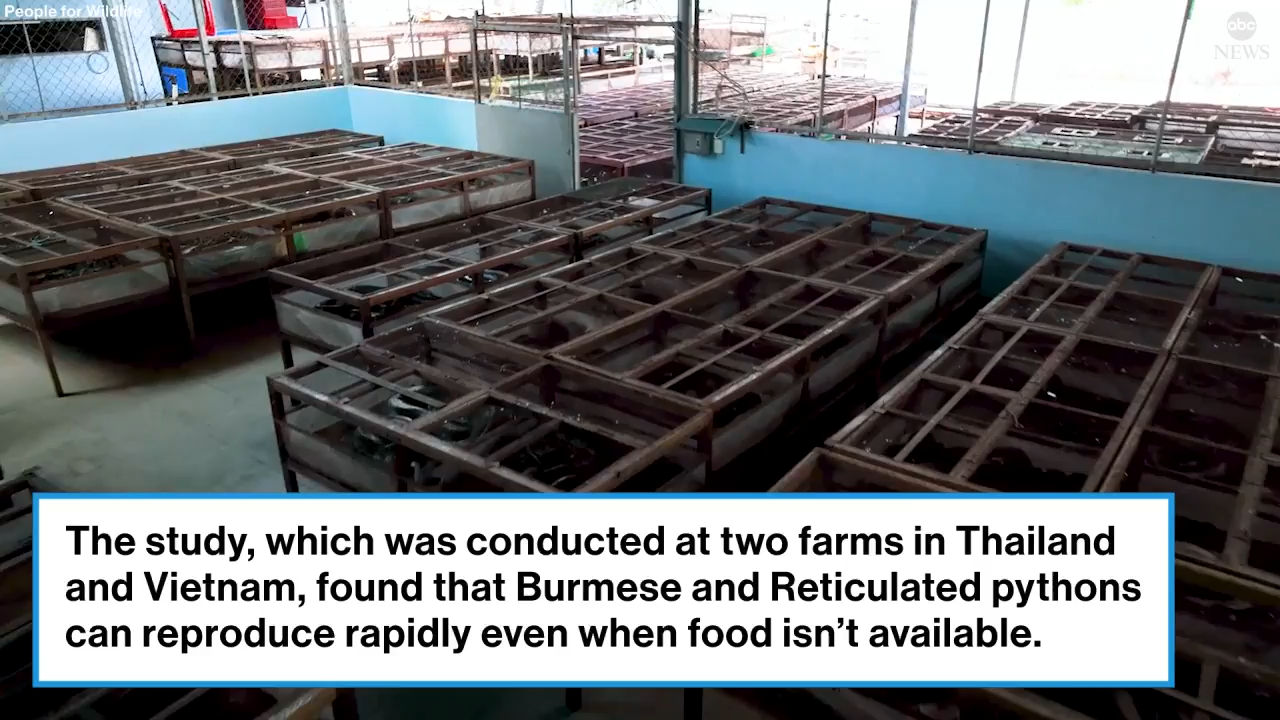 People for Wildlife
abc
NEWS
The study, which was conducted at two farms in Thailand
and Vietnam, found that Burmese and Reticulated pythons
can reproduce rapidly even when food isn’t available.